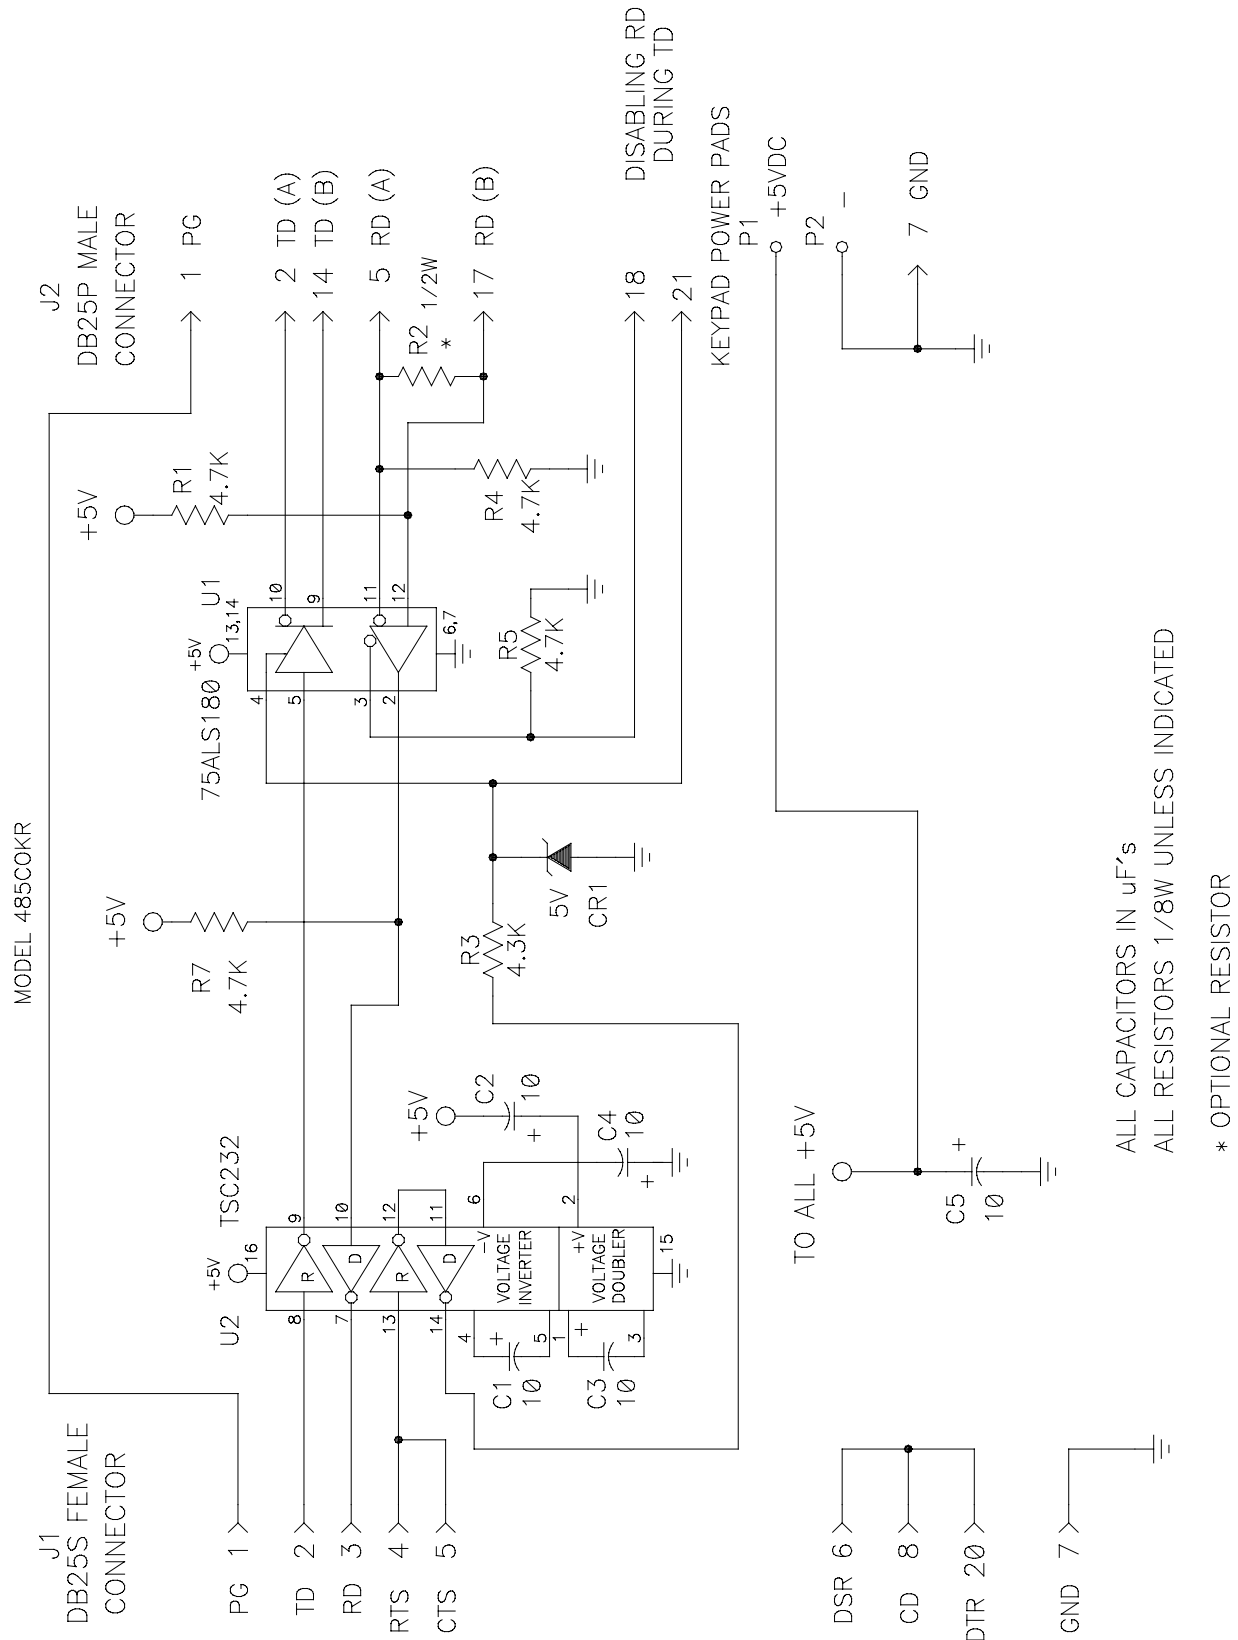 MODEL 485COKR
J1
DB25S FEMALE
CONNECTOR
J2
DB25P MALE
CONNECTOR
PG 1
TD 2
RD 3
RTS 4
CTS 5
DSR 6
CD 8
DTR 20
GND 7
U2
TSC232
+5V
16
8
9
R
7
10
D
13
12
R
14
11
D
-V
VOLTAGE
INVERTER
6
4
5
+
C1
10
+V
VOLTAGE
DOUBLER
2
1
3
15
+
C3
10
+5V
C2
10
+
C4
10
+
+5V
R7
4.7K
R3
4.3K
5V
CR1
75ALS180
U1
+5V
13,14
4
5
3
2
10
9
11
12
6,7
R5
4.7K
+5V
R1
4.7K
R4
4.7K
R2
1/2W
*
1 PG
2 TD (A)
14 TD (B)
5 RD (A)
17 RD (B)
18
21
DISABLING RD
DURING TD
KEYPAD POWER PADS
P1
+5VDC
P2
-
7 GND
TO ALL +5V
C5
10
+
ALL CAPACITORS IN uF's
ALL RESISTORS 1/8W UNLESS INDICATED
* OPTIONAL RESISTOR